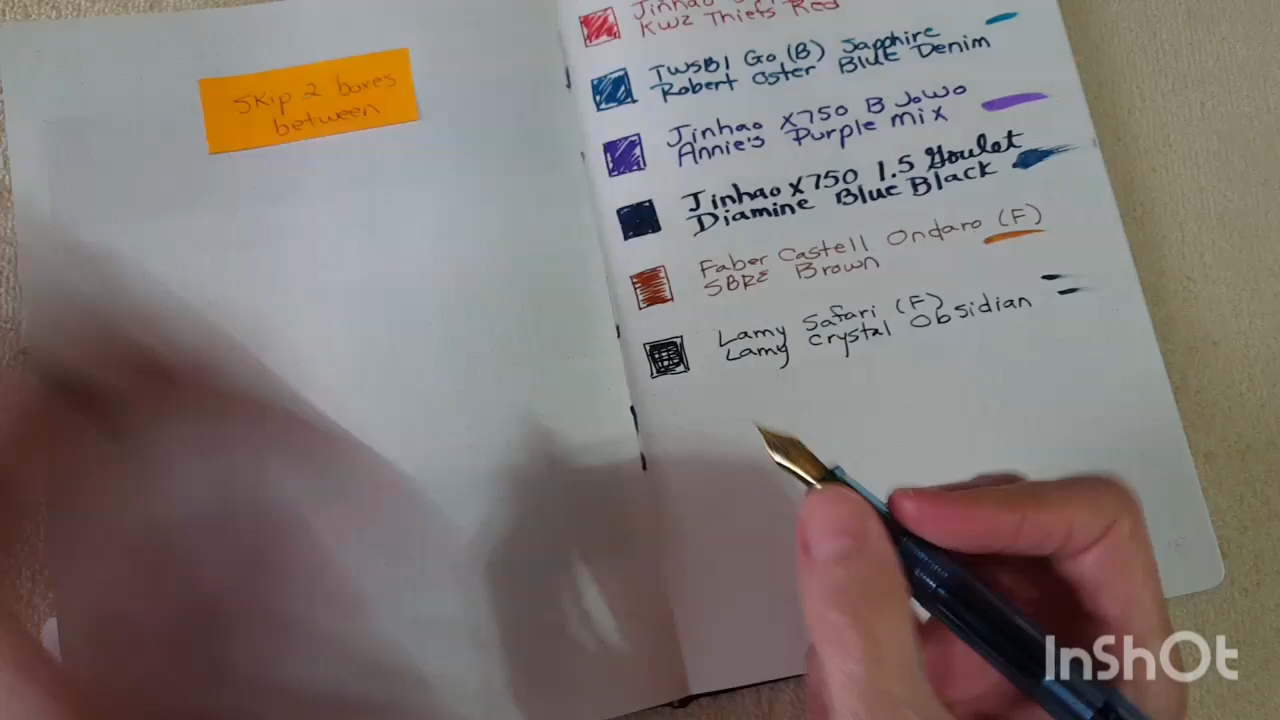 Skip 2 boxes
between
Jinhao
KWZ Thiefs Red
TWSBI Go (B) Sapphire
Robert Oster Blue Denim
Jinhao X750 B JoWo
Annie's Purple mix
Jinhao X750 1.5 Goulet
Diamine Blue Black
Faber Castell Ondaro (F)
SBRE Brown
Lamy Safari (F)
Lamy Crystal Obsidian
InShOt